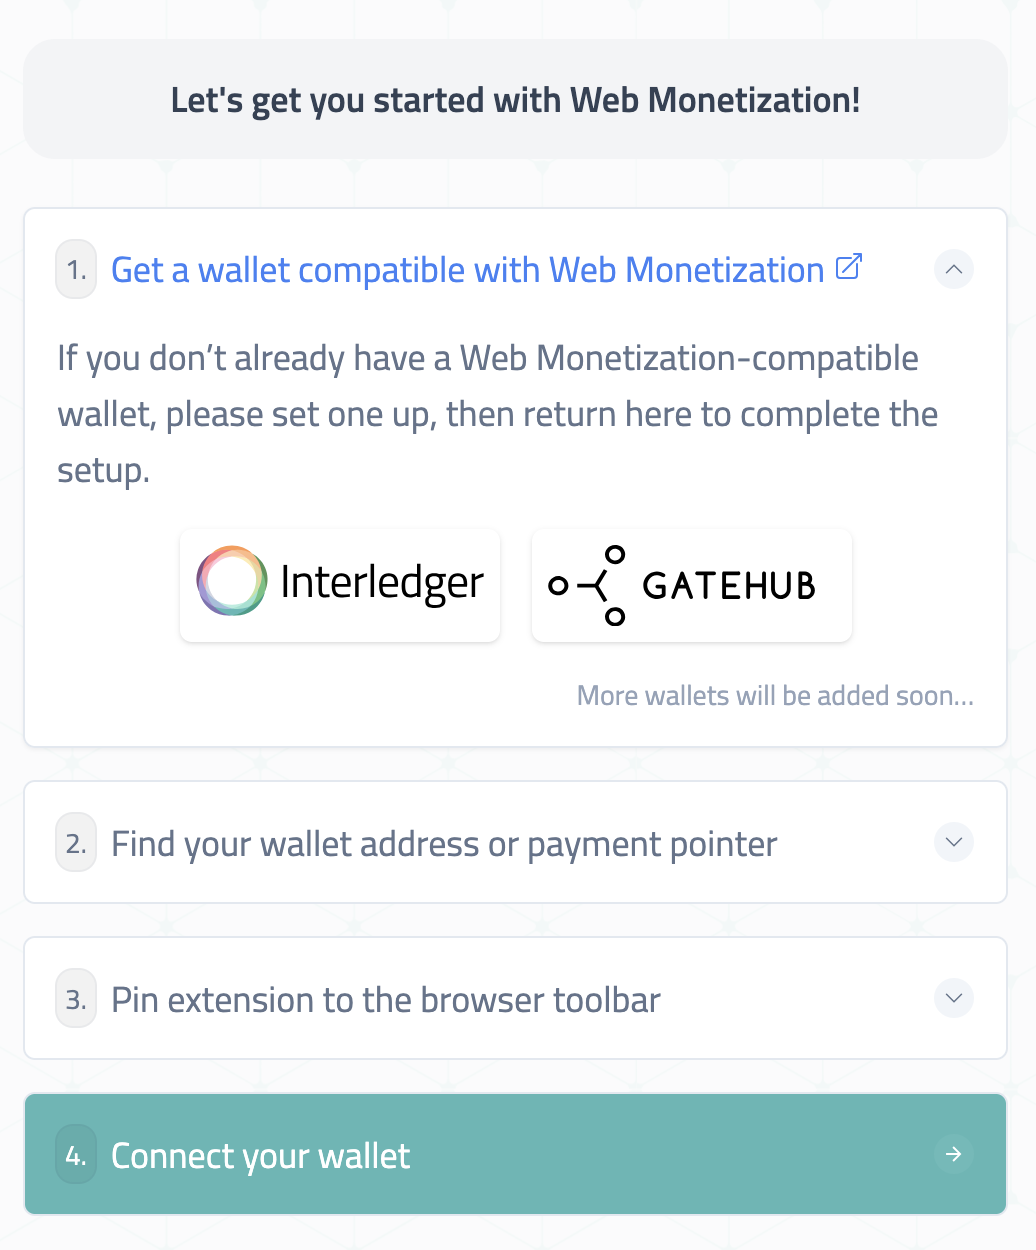 Let's get you started with Web Monetization!
1. Get a wallet compatible with Web Monetization
If you don’t already have a Web Monetization-compatible
wallet, please set one up, then return here to complete the
setup.
Interledger
GATEHUB
More wallets will be added soon...
2. Find your wallet address or payment pointer
3. Pin extension to the browser toolbar
4. Connect your wallet